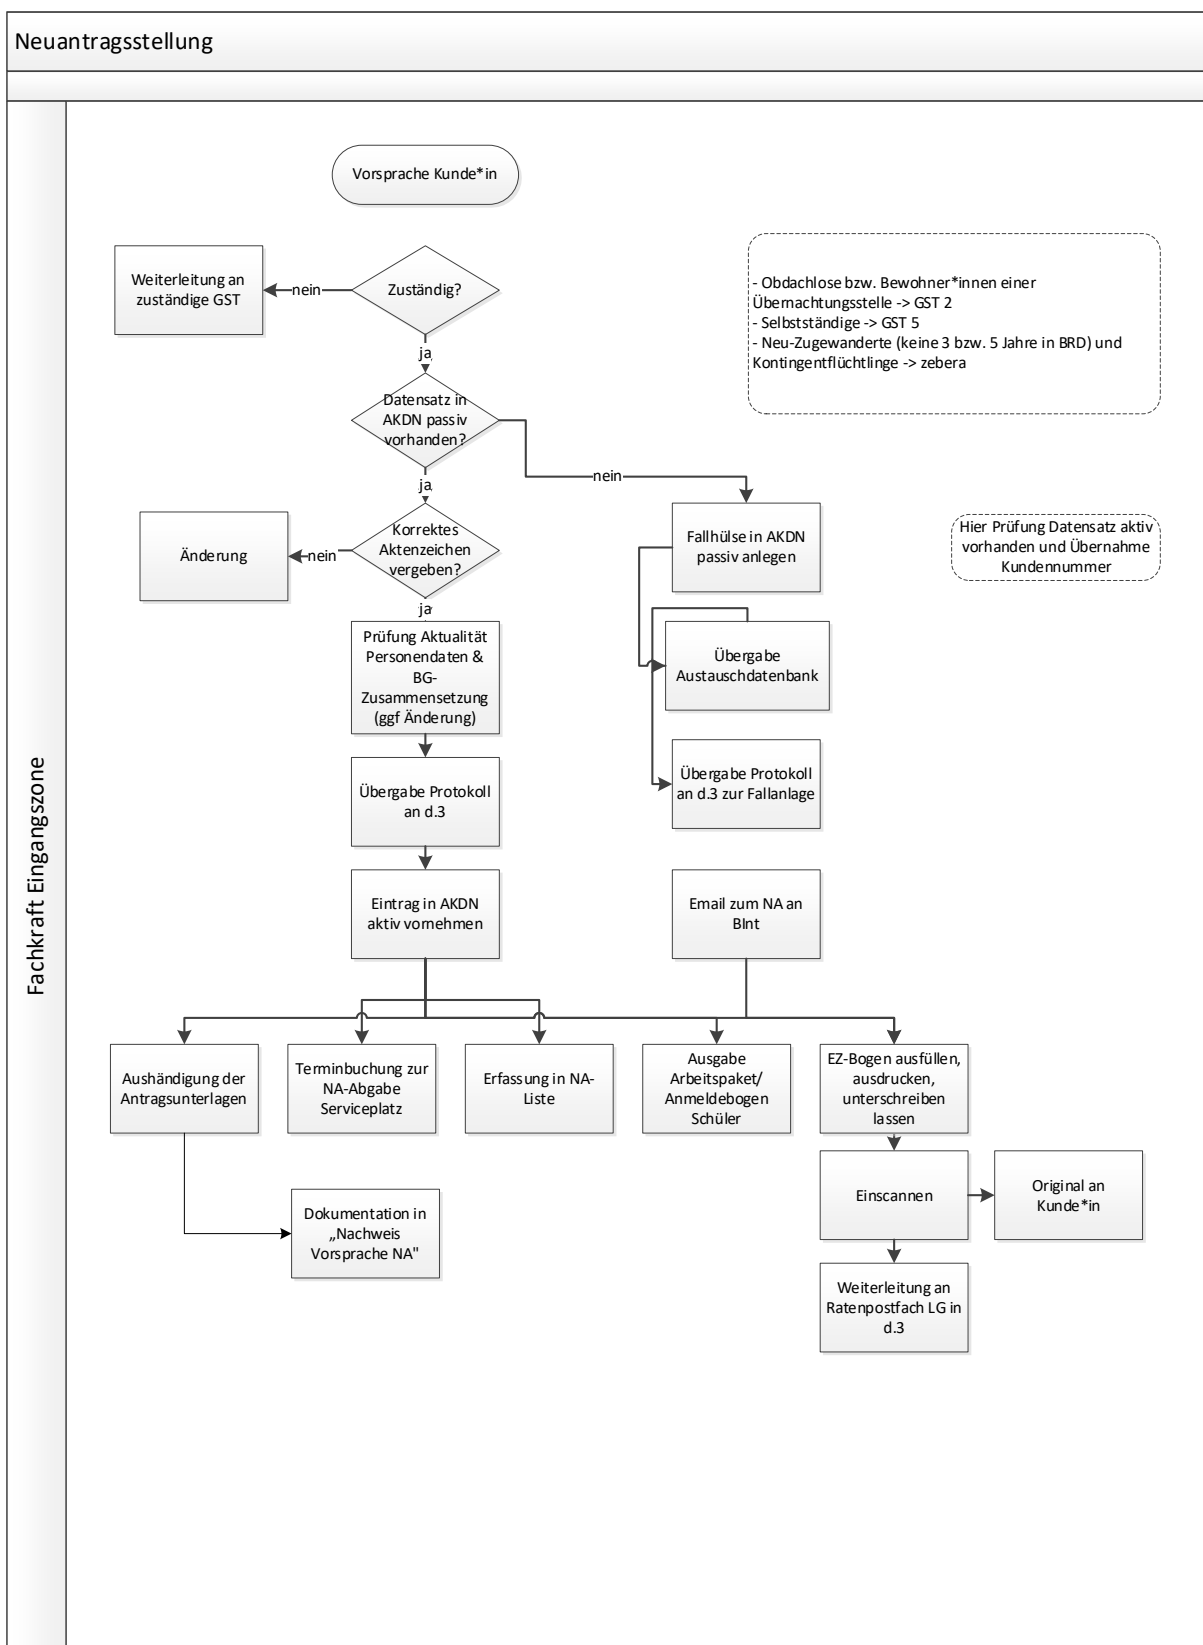 Neuantragsstellung
Fachkraft Eingangszone
Vorsprache Kunde*in
Weiterleitung an
zuständige GST
nein
Zuständig?
- Obdachlose bzw. Bewohner*innen einer
Übernachtungsstelle -> GST 2
- Selbstständige -> GST 5
- Neu-Zugewanderte (keine 3 bzw. 5 Jahre in BRD) und
Kontingentflüchtlinge -> zebera
ja
Datensatz in
AKDN passiv
vorhanden?
nein
ja
Änderung
nein
Korrektes
Aktenzeichen
vergeben?
Fallhülse in AKDN
passiv anlegen
Hier Prüfung Datensatz aktiv
vorhanden und Übernahme
Kundennummer
ja
Prüfung Aktualität
Personendaten &
BG-
Zusammensetzung
(ggf Änderung)
Übergabe
Austauschdatenbank
Übergabe Protokoll
an d.3
Übergabe Protokoll
an d.3 zur Fallanlage
Eintrag in AKDN
aktiv vornehmen
Email zum NA an
BInt
Aushändigung der
Antragsunterlagen
Terminbuchung zur
NA-Abgabe
Serviceplatz
Erfassung in NA-
Liste
Ausgabe
Arbeitspaket/
Anmeldebogen
Schüler
EZ-Bogen ausfüllen,
ausdrucken,
unterschreiben
lassen
Einscannen
Original an
Kunde*in
Dokumentation in
„Nachweis
Vorsprache NA"
Weiterleitung an
Ratenpostfach LG in
d.3